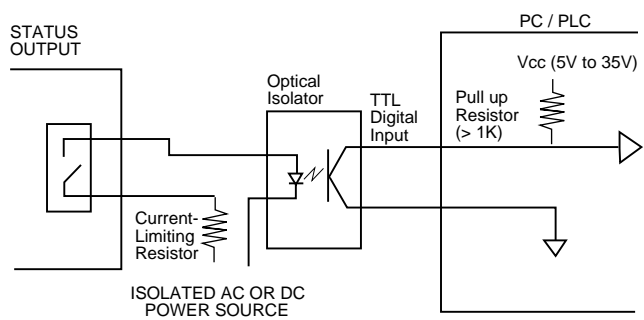 STATUS
OUTPUT
PC / PLC
Vcc (5V to 35V)
Optical
Isolator
TTL
Digital
Input
Pull up
Resistor
(> 1K)
Current-
Limiting
Resistor
ISOLATED AC OR DC
POWER SOURCE